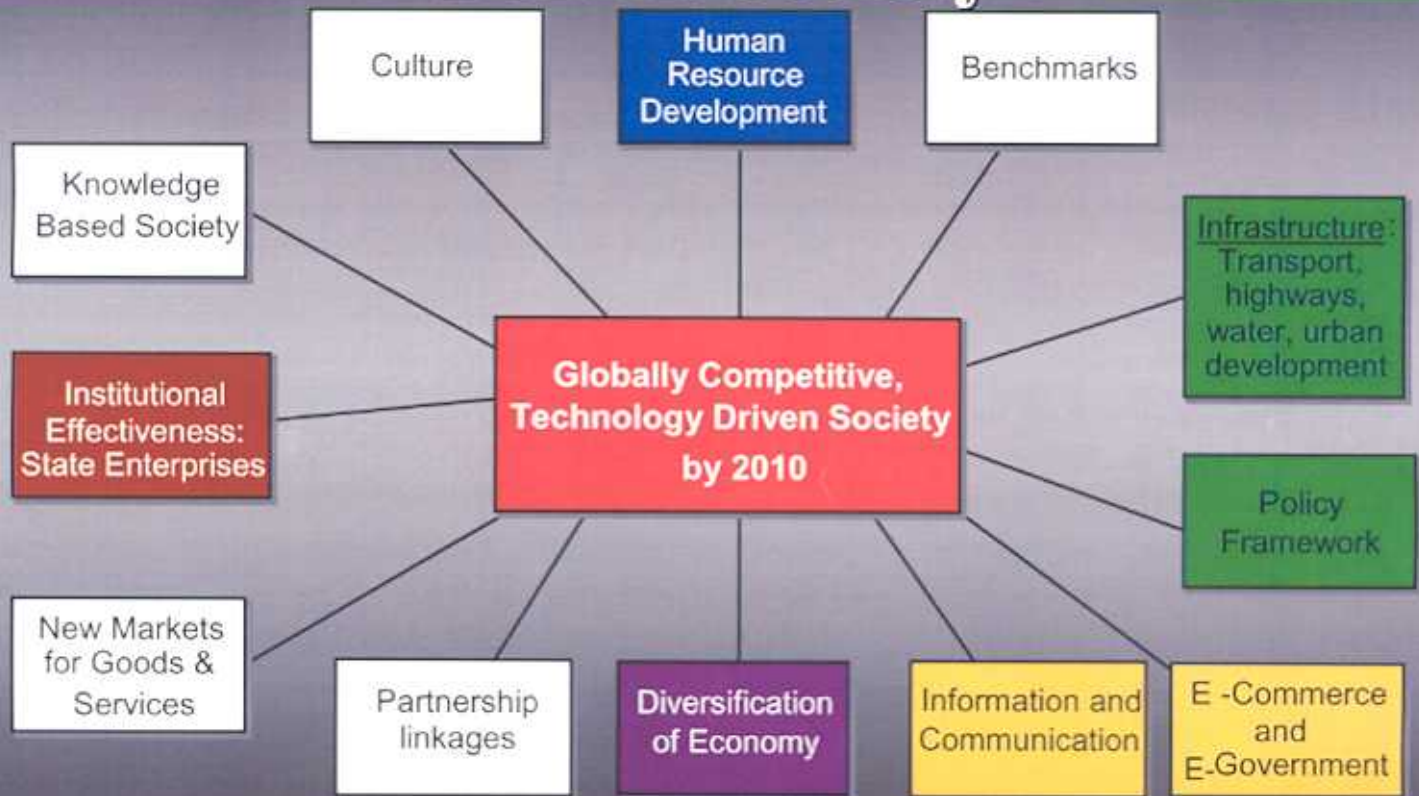 Culture
Human
Resource
Development
Benchmarks
Knowledge
Based Society
Infrastructure:
Transport,
highways,
water, urban
development
Institutional
Effectiveness:
State Enterprises
Globally Competitive,
Technology Driven Society
by 2010
Policy
Framework
New Markets
for Goods &
Services
Partnership
linkages
Diversification
of Economy
Information and
Communication
E -Commerce
and
E-Government